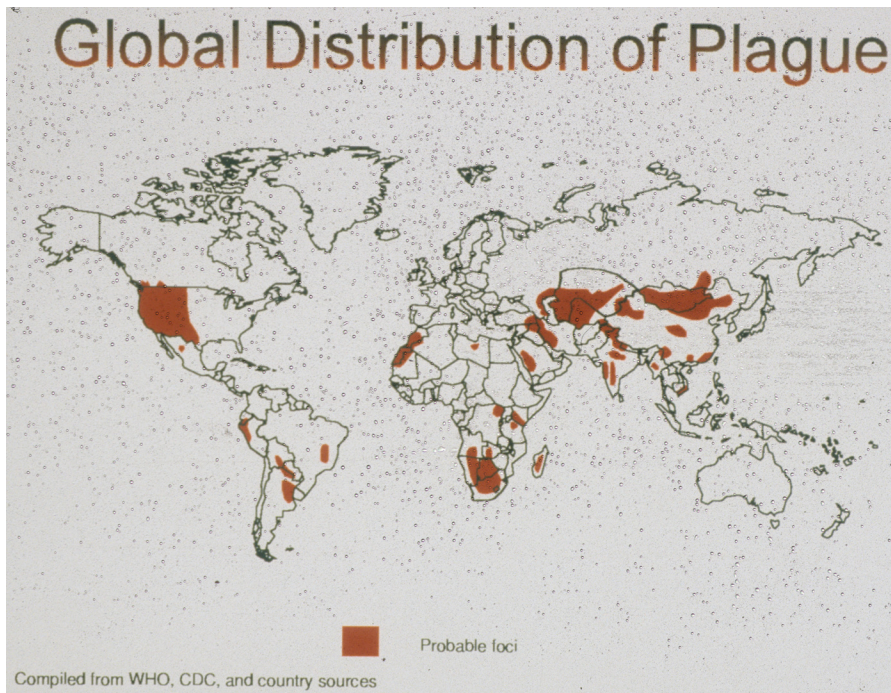 Global Distribution of Plague
Probable foci
Compiled from WHO, CDC, and country sources